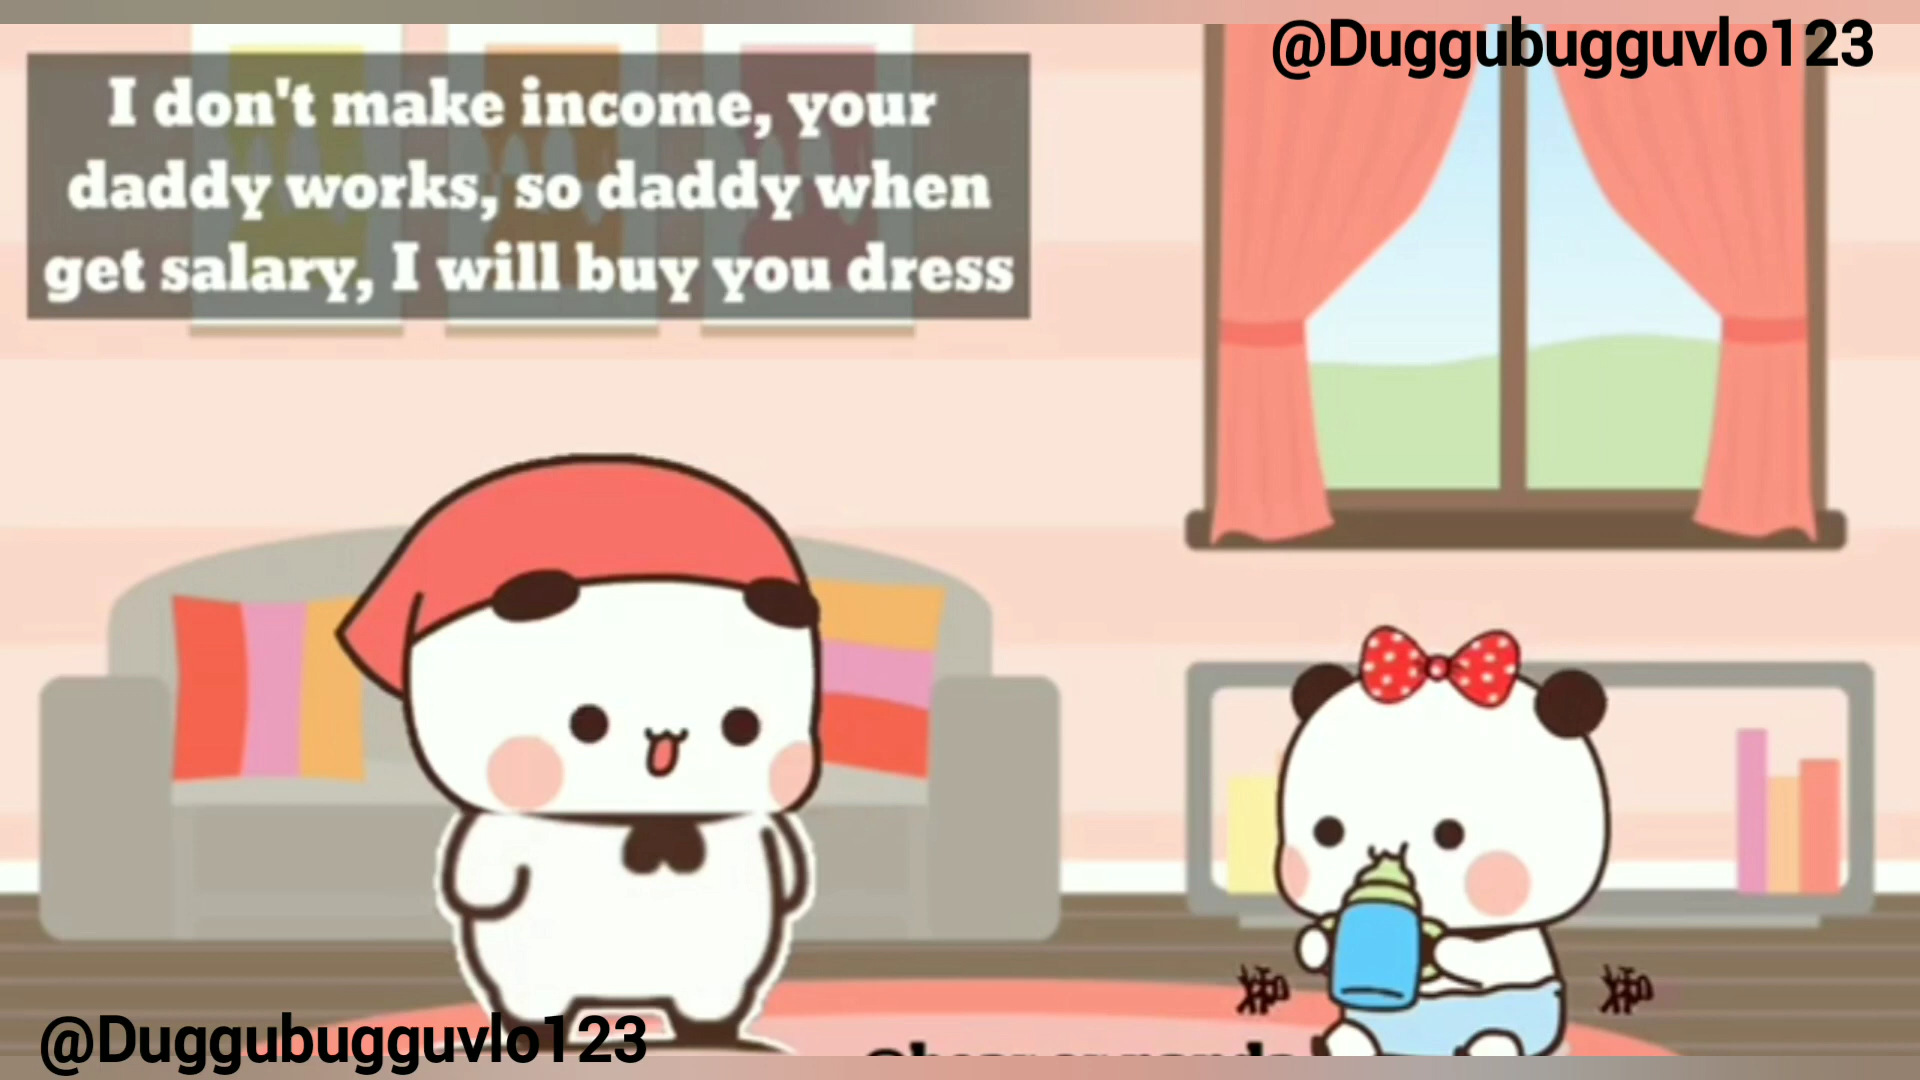 @Duggubugguvlo123
I don't make income, your
daddy works, so daddy when
get salary, I will buy you dress
@Duggubugguvlo123